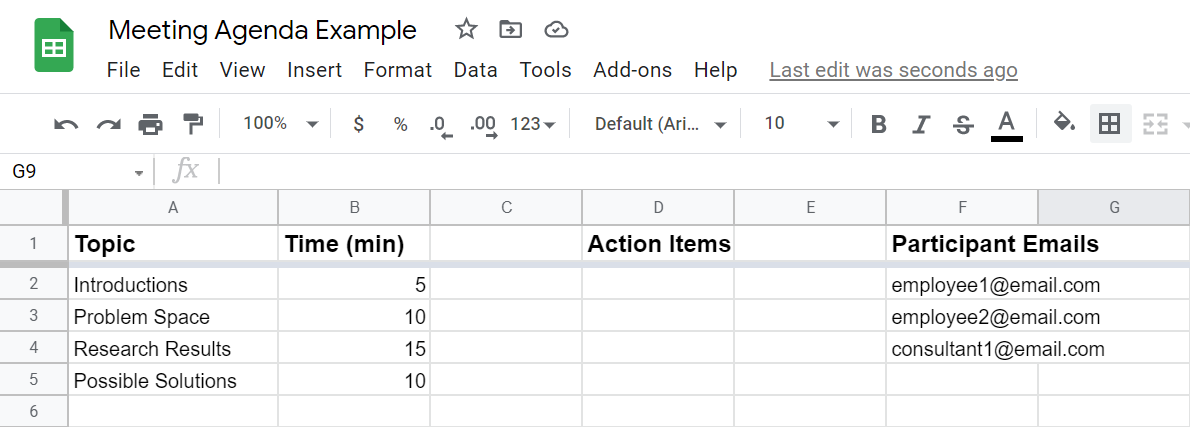 Meeting Agenda Example
File Edit View Insert Format Data Tools Add-ons Help Last edit was seconds ago
100% $ % .0 .00 123 Default (Ari... 10 B I S A
G9 fx
A B C D E F G
1 Topic Time (min) Action Items Participant Emails
2 Introductions 5 employee1@email.com
3 Problem Space 10 employee2@email.com
4 Research Results 15 consultant1@email.com
5 Possible Solutions 10
6